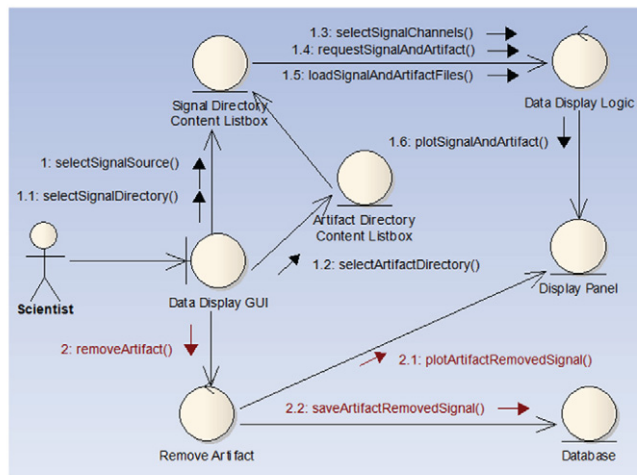 1.3: selectSignalChannels()
1.4: requestSignalAndArtifact()
1.5: loadSignalAndArtifactFiles()
Signal Directory
Content Listbox
Data Display Logic
1.6: plotSignalAndArtifact()
1: selectSignalSource()
1.1: selectSignalDirectory()
Artifact Directory
Content Listbox
1.2: selectArtifactDirectory()
Scientist
Data Display GUI
Display Panel
2: removeArtifact()
2.1: plotArtifactRemovedSignal()
2.2: saveArtifactRemovedSignal()
Remove Artifact
Database